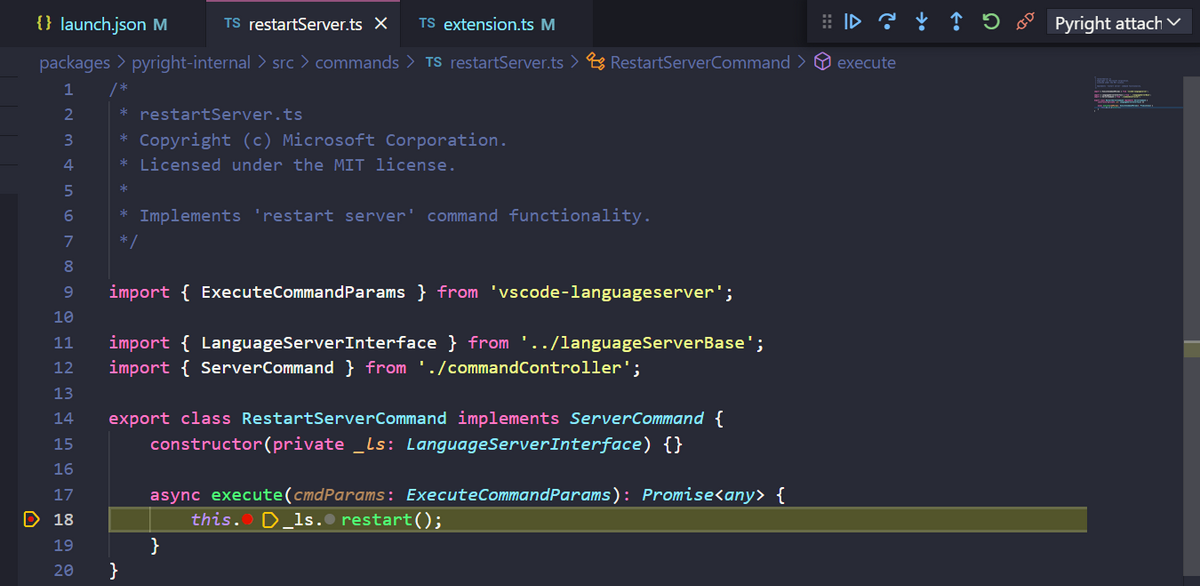 {} launch.json M TS restartServer.ts × TS extension.ts M Pyright attach
packages > pyright-internal > src > commands > TS restartServer.ts > RestartServerCommand > execute
1 /*
2  * restartServer.ts
3  * Copyright (c) Microsoft Corporation.
4  * Licensed under the MIT license.
5  *
6  * Implements 'restart server' command functionality.
7  */
8
9 import { ExecuteCommandParams } from 'vscode-languageserver';
10
11 import { LanguageServerInterface } from '../languageServerBase';
12 import { ServerCommand } from './commandController';
13
14 export class RestartServerCommand implements ServerCommand {
15     constructor(private _ls: LanguageServerInterface) {}
16
17     async execute(cmdParams: ExecuteCommandParams): Promise<any> {
18         this._ls.restart();
19     }
20 }